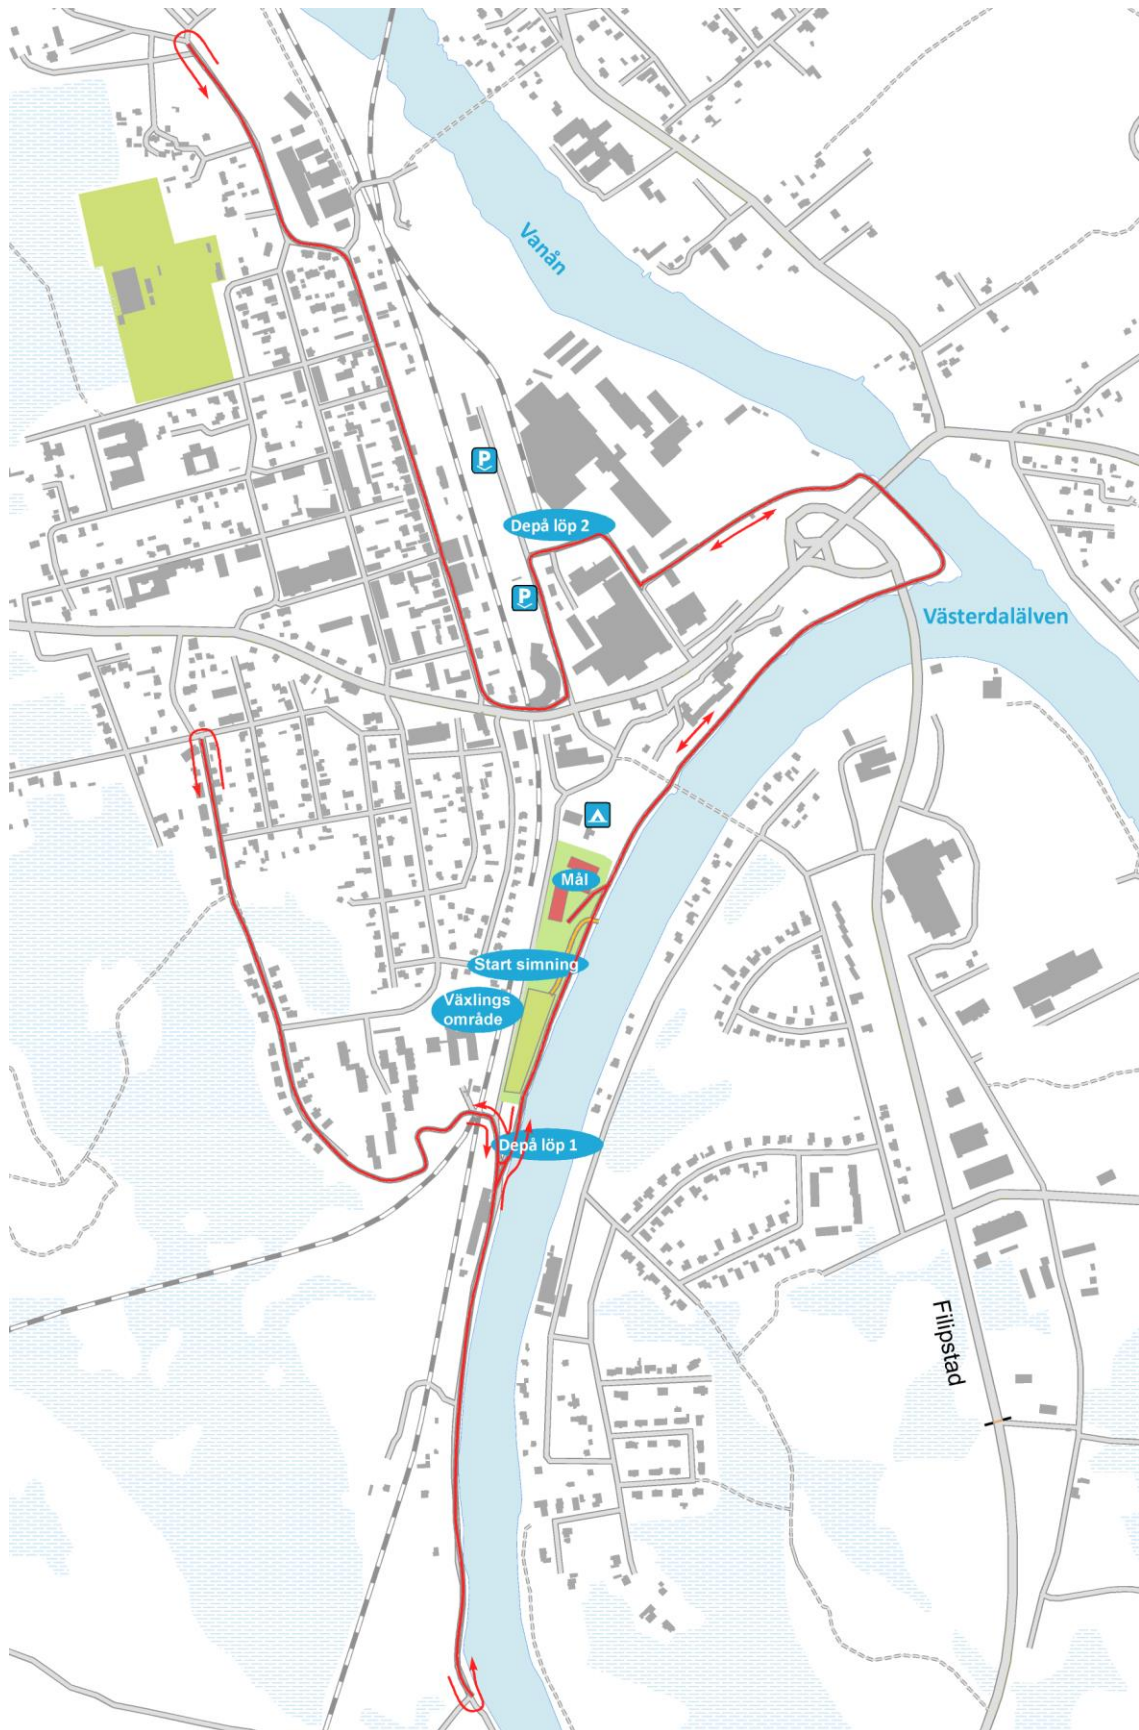 Vanån
P
Depå löp 2
P
Västerdalälven
Mål
Start simning
Växlings
område
Depå löp 1
Filipstad